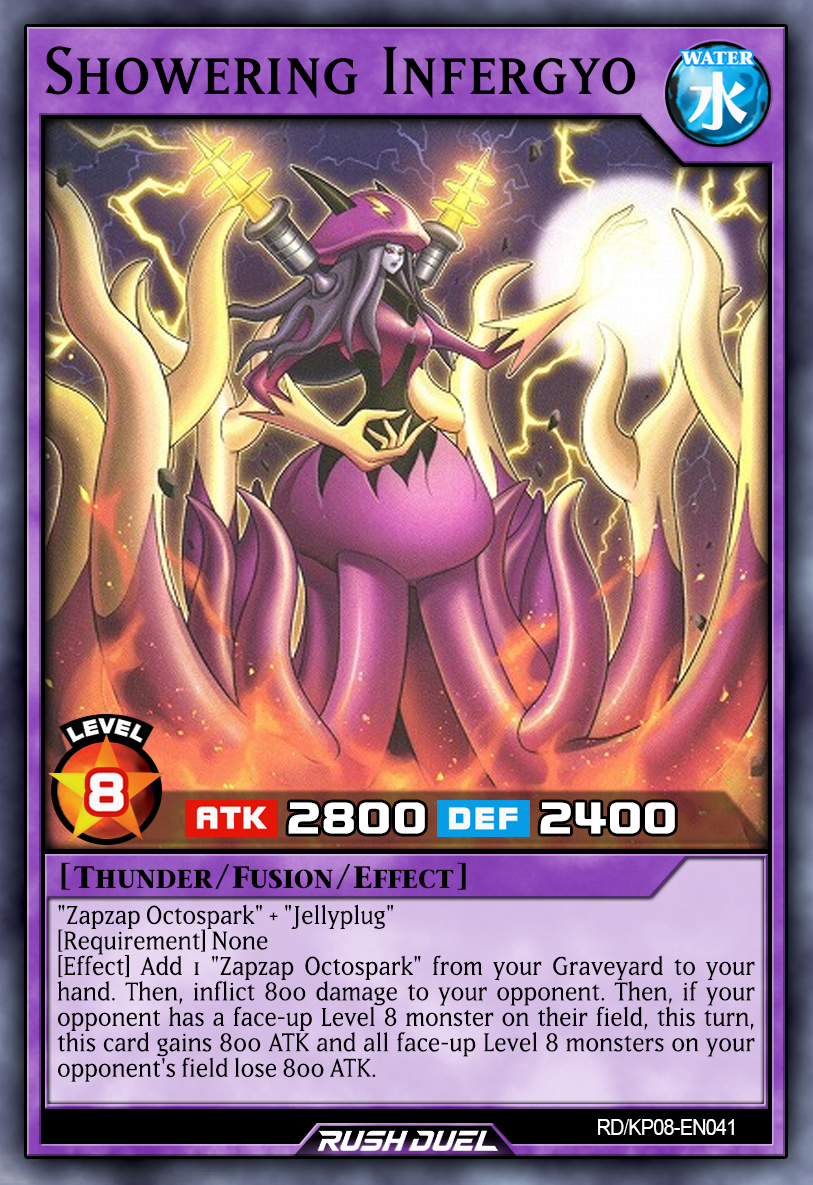 Showering Infergyo
WATER
水
LEVEL
8
ATK 2800 DEF 2400
[Thunder/Fusion/Effect]
"Zapzap Octospark" + "Jellyplug"
[Requirement] None
[Effect] Add 1 "Zapzap Octospark" from your Graveyard to your
hand. Then, inflict 800 damage to your opponent. Then, if your
opponent has a face-up Level 8 monster on their field, this turn,
this card gains 800 ATK and all face-up Level 8 monsters on your
opponent's field lose 800 ATK.
RD/KP08-EN041
RUSH DUEL